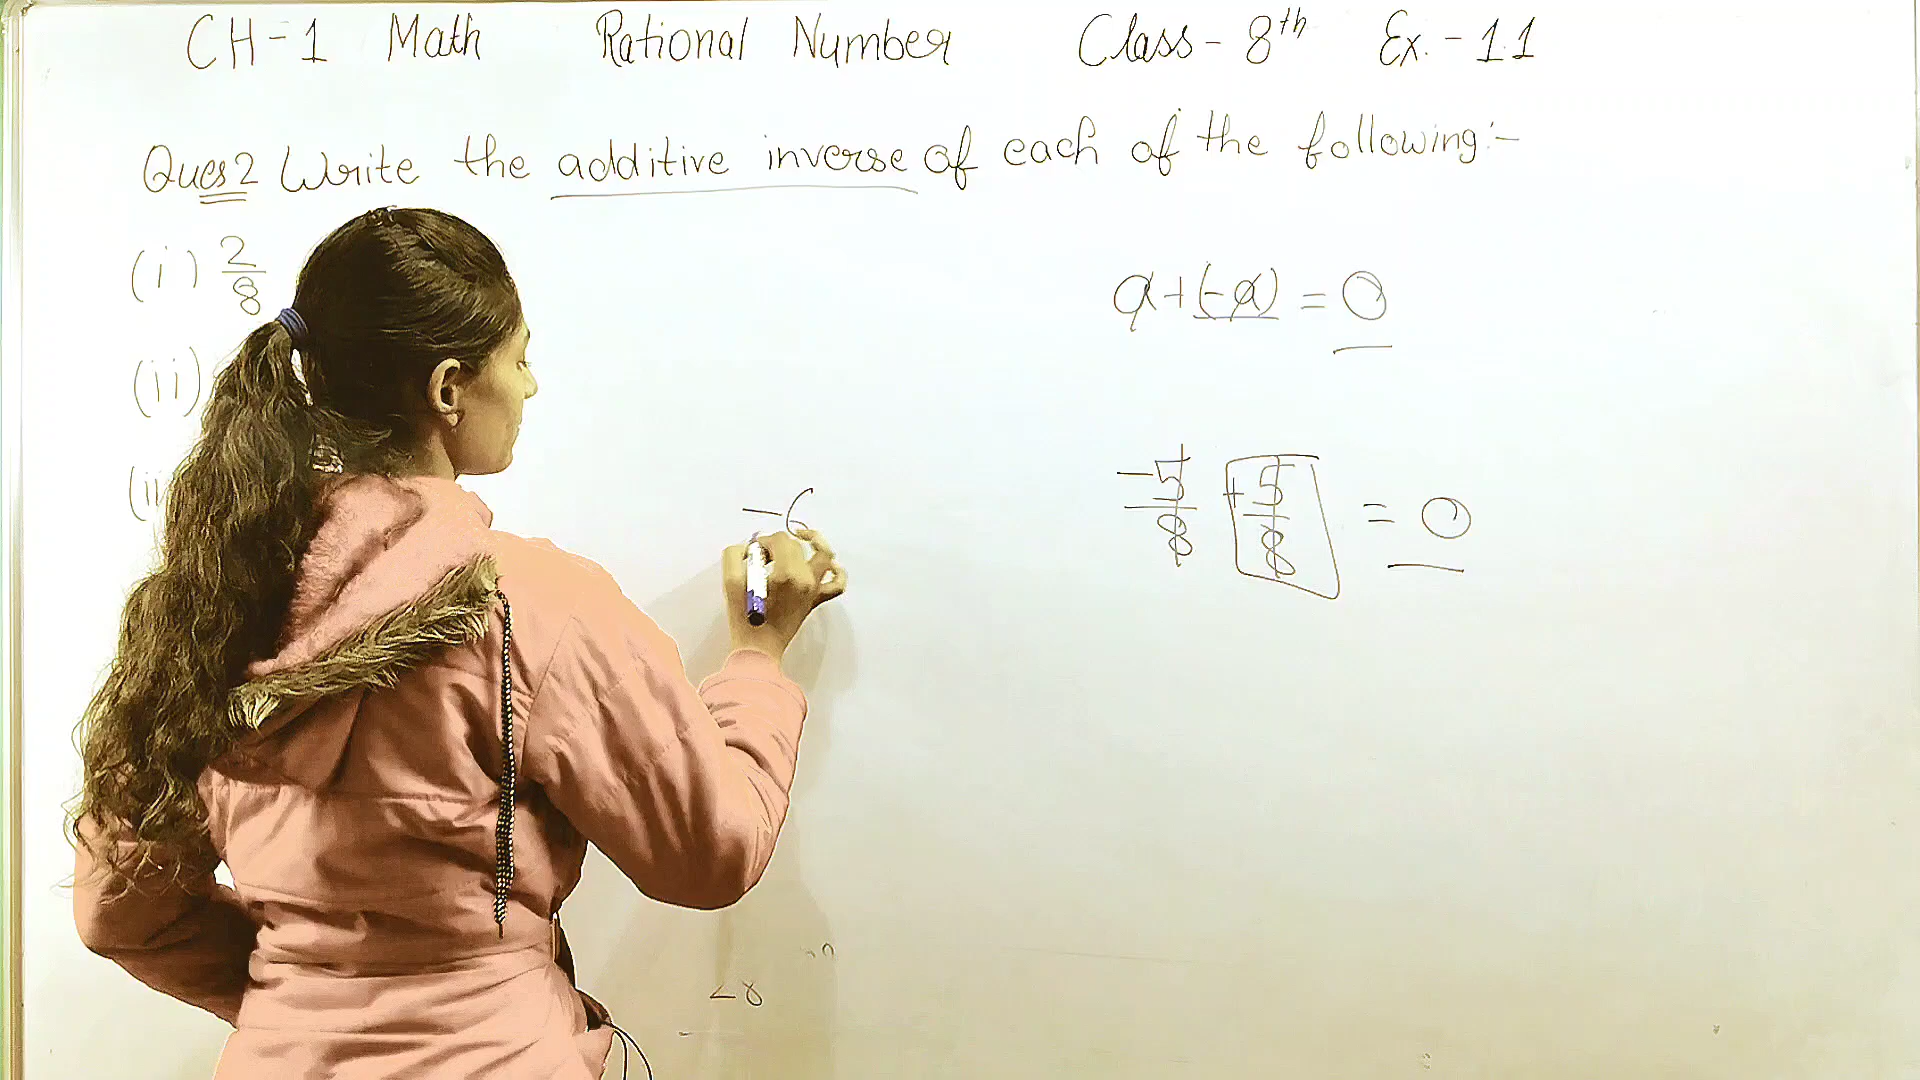 CH-1 Math Rational Number Class-8th Ex.-1.1
Ques2 Write the additive inverse of each of the following:-
(i) 2/8
a+(-a) = 0
(ii)
-5/8 +5/8 = 0
-6